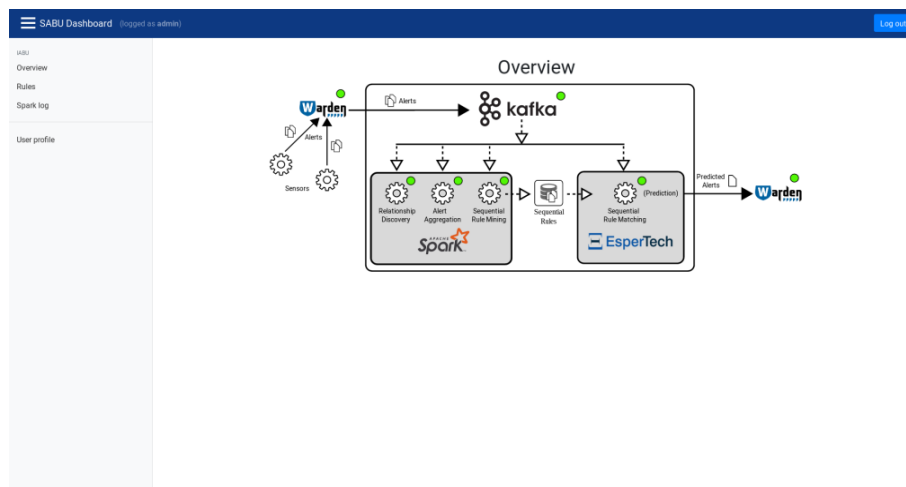 SABU Dashboard (logged as admin)
Log out
IABU
Overview
Rules
Spark log
User profile
Overview
Warden
Alerts
kafka
Alerts
Sensors
Relationship
Discovery
Alert
Aggregation
Sequential
Rule Mining
APACHE
Spark
Sequential
Rules
(Prediction)
Sequential
Rule Matching
EsperTech
Predicted
Alerts
Warden